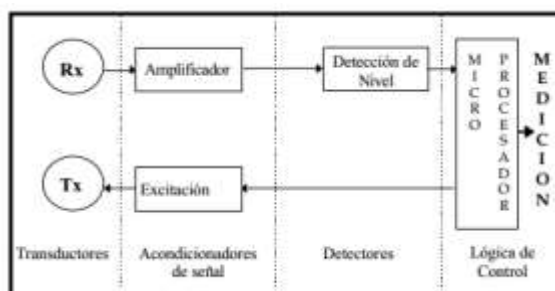 Rx
Amplificador
Detección de
Nivel
MICRO
PROCESADOR
MEDICION
Tx
Excitación
Transductores
Acondicionadores
de señal
Detectores
Lógica de
Control